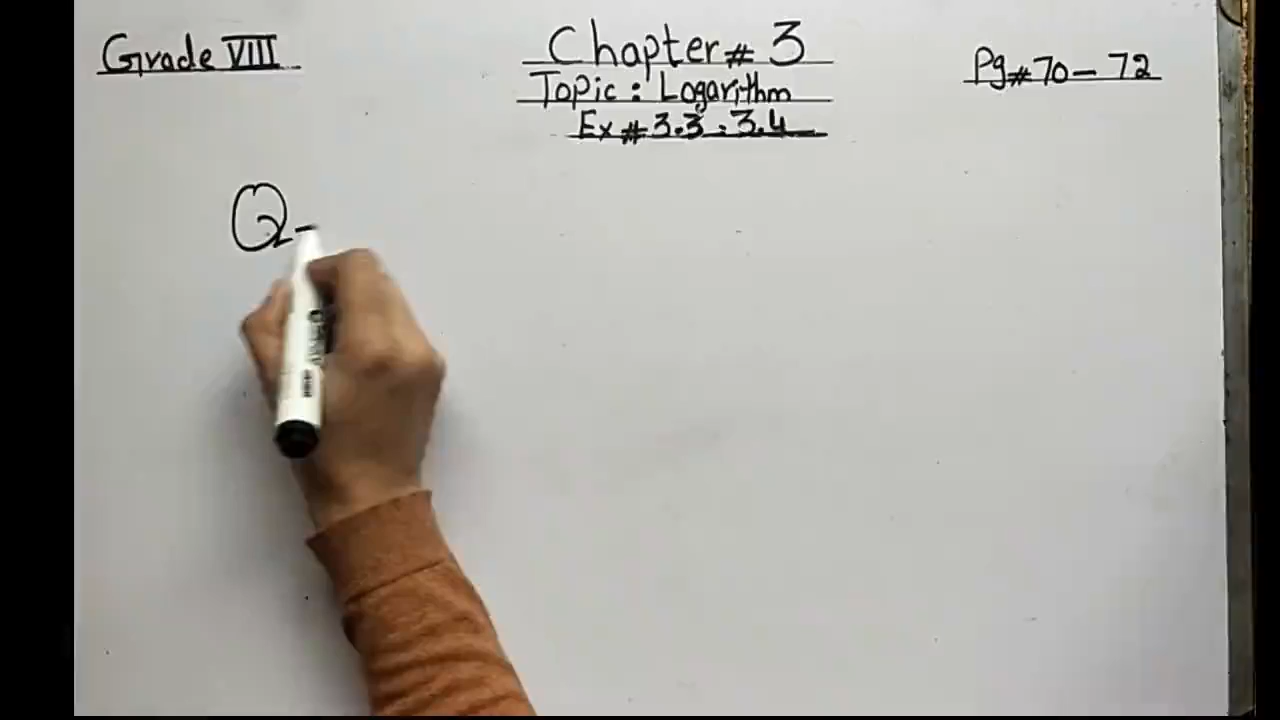 Grade VIII
Chapter # 3
Topic : Logarithm
Ex # 3.3 , 3.4
Pg # 70 - 72
Q-